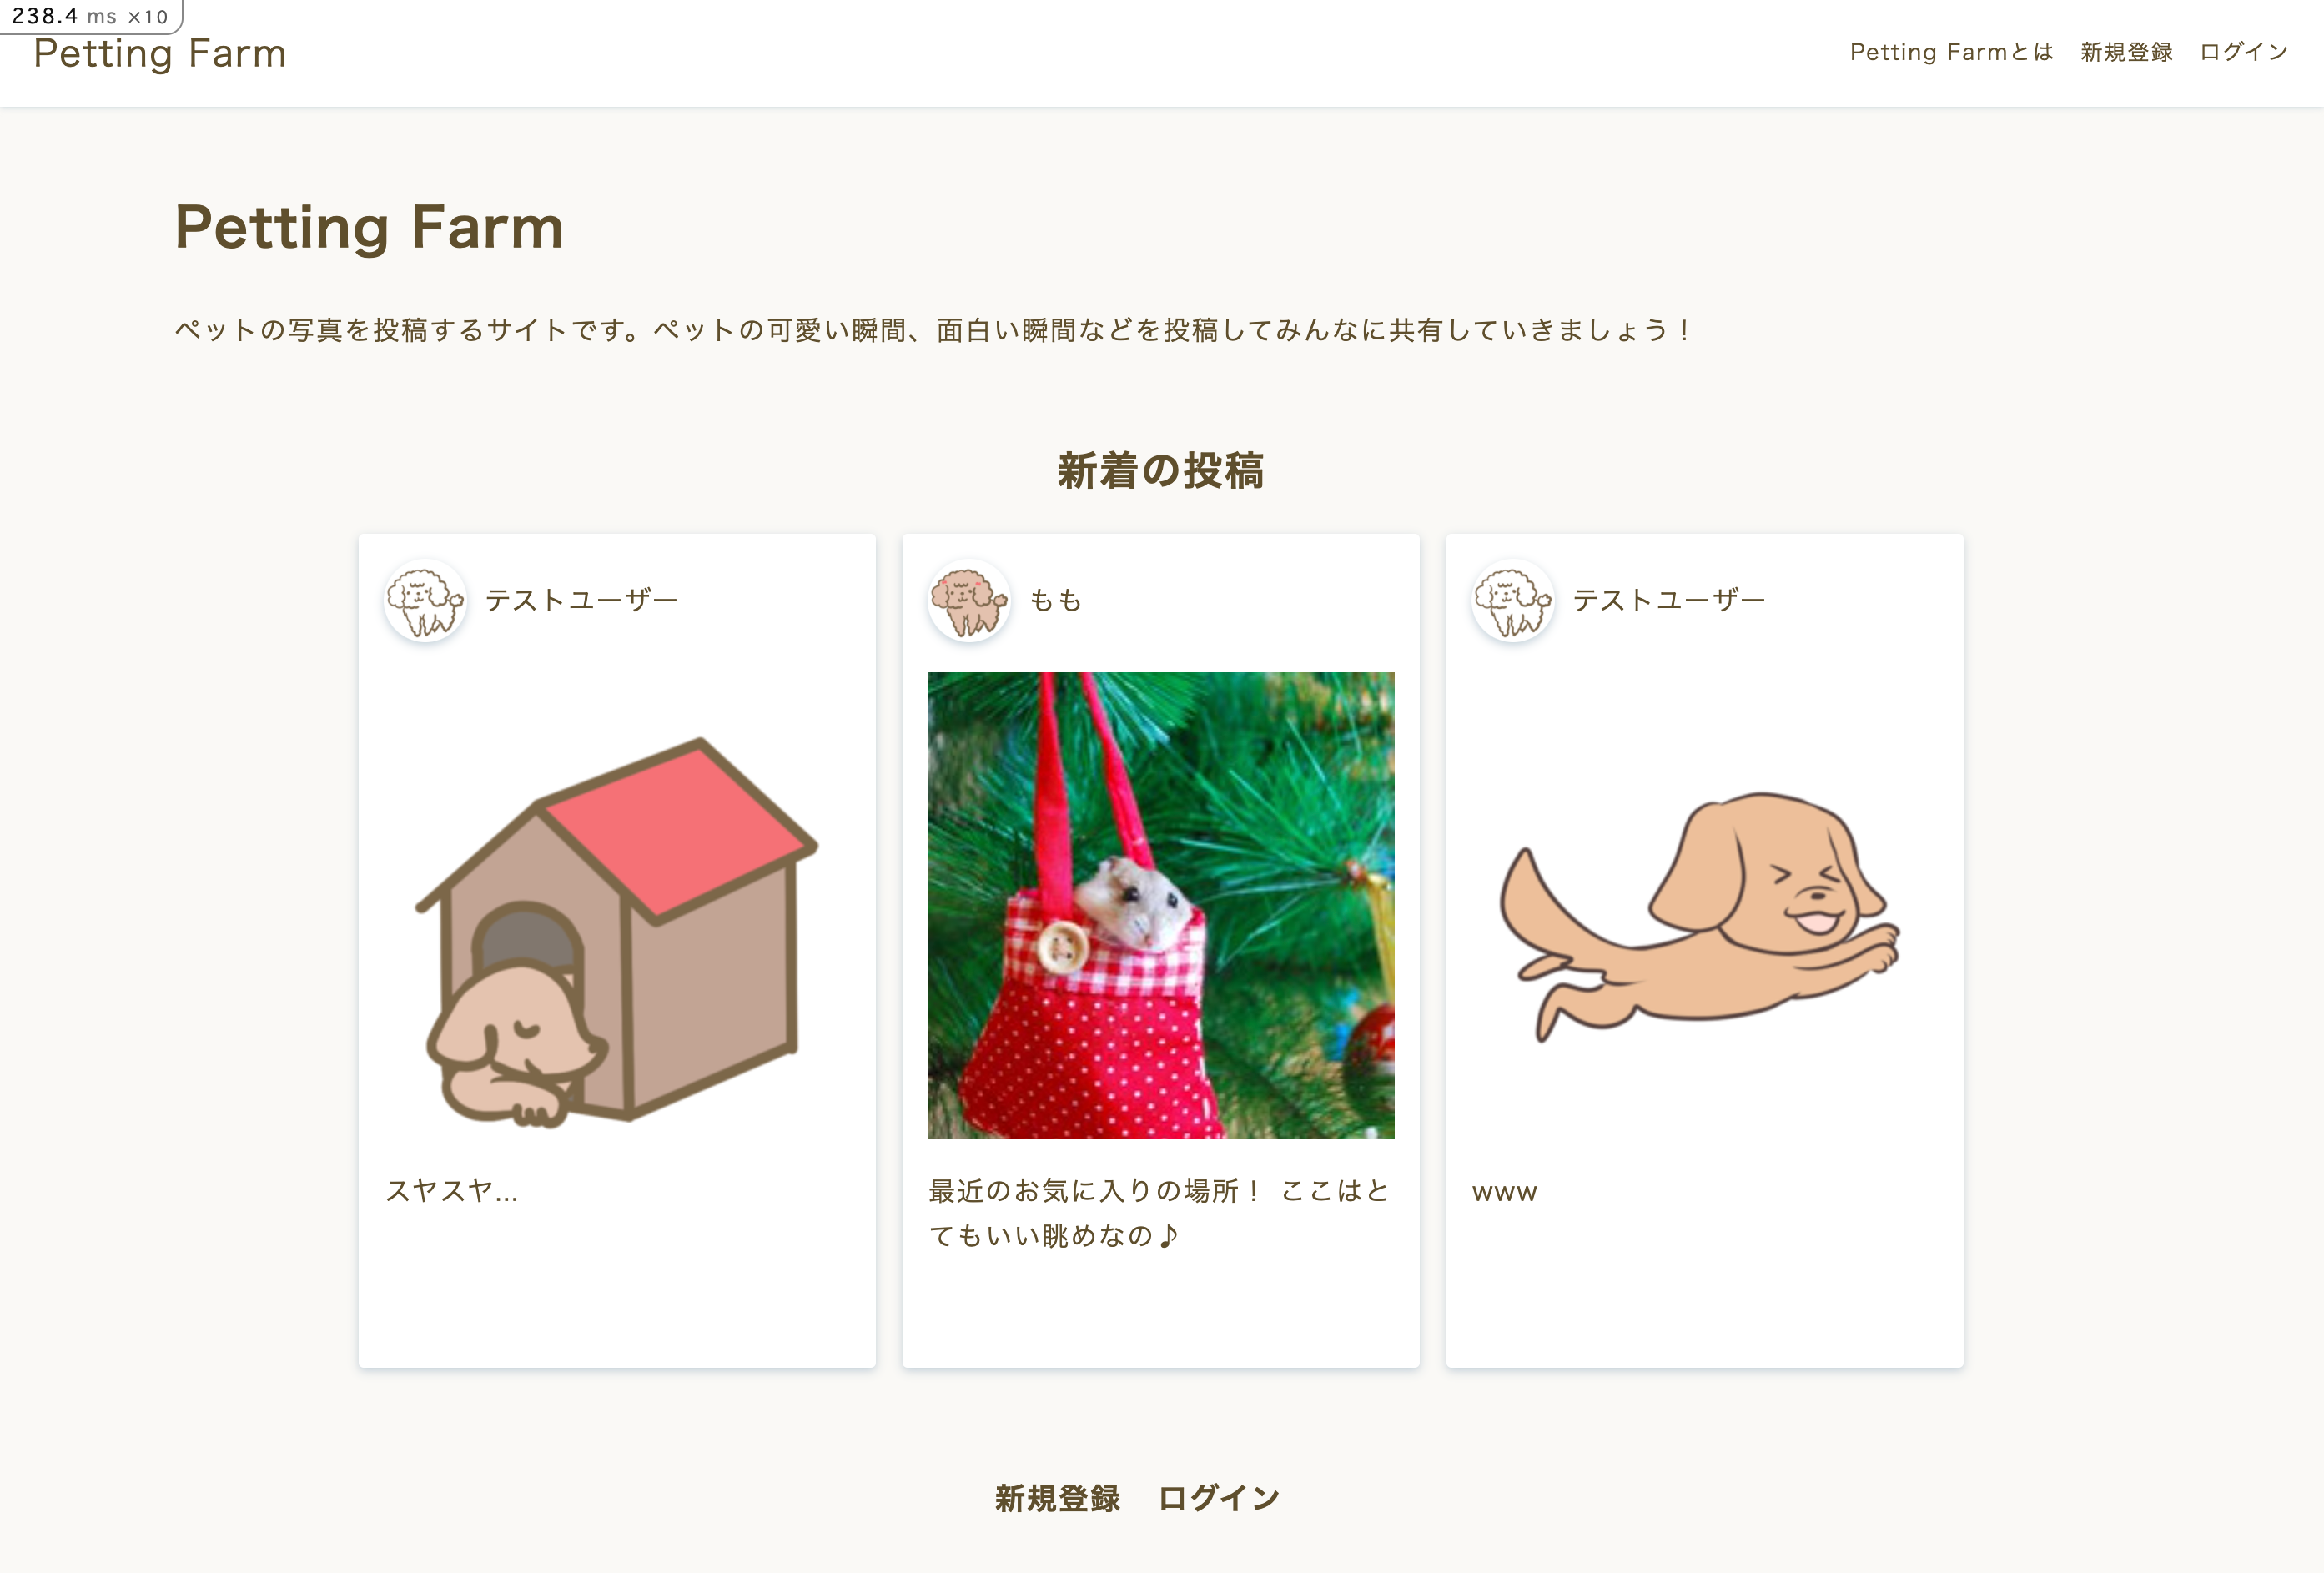 238.4 ms ×10
Petting Farm
Petting Farmとは 新規登録 ログイン
Petting Farm
ペットの写真を投稿するサイトです。ペットの可愛い瞬間、面白い瞬間などを投稿してみんなに共有していきましょう！
新着の投稿
テストユーザー
スヤスヤ...
もも
最近のお気に入りの場所！ ここはと
てもいい眺めなの♪
テストユーザー
www
新規登録 ログイン